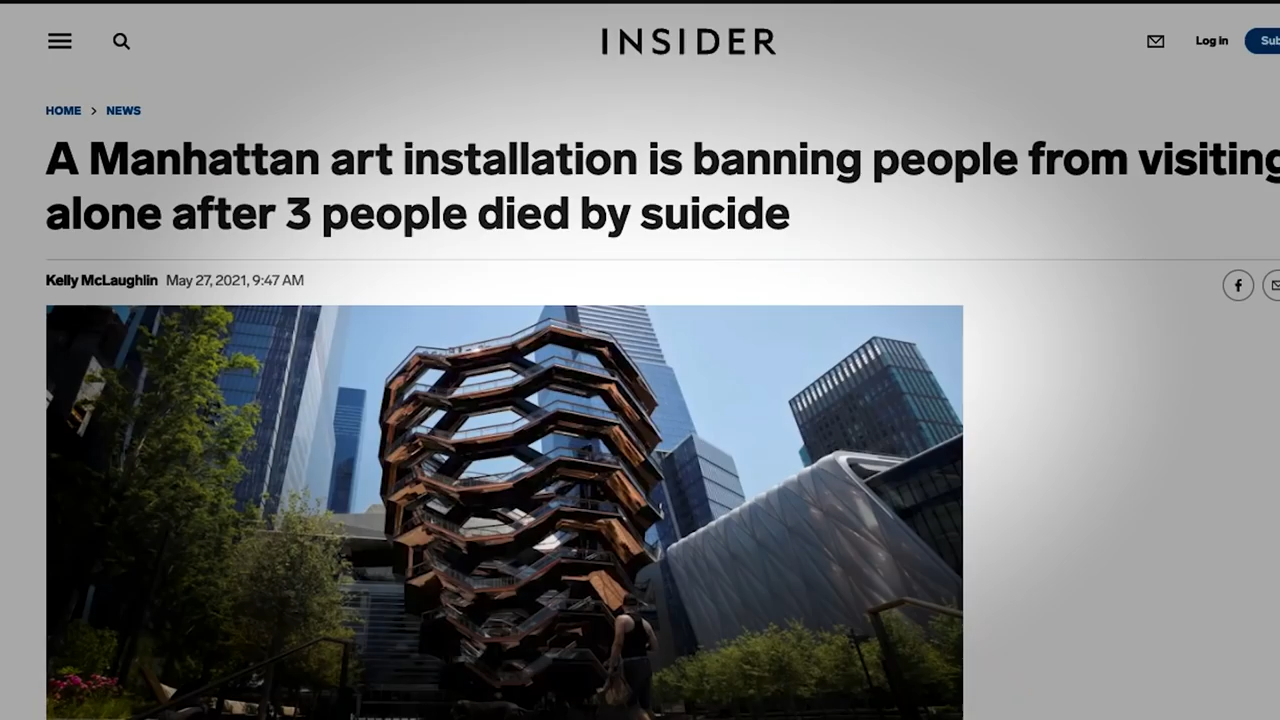 INSIDER
Log in
Sub
HOME > NEWS
A Manhattan art installation is banning people from visiting
alone after 3 people died by suicide
Kelly McLaughlin May 27, 2021, 9:47 AM